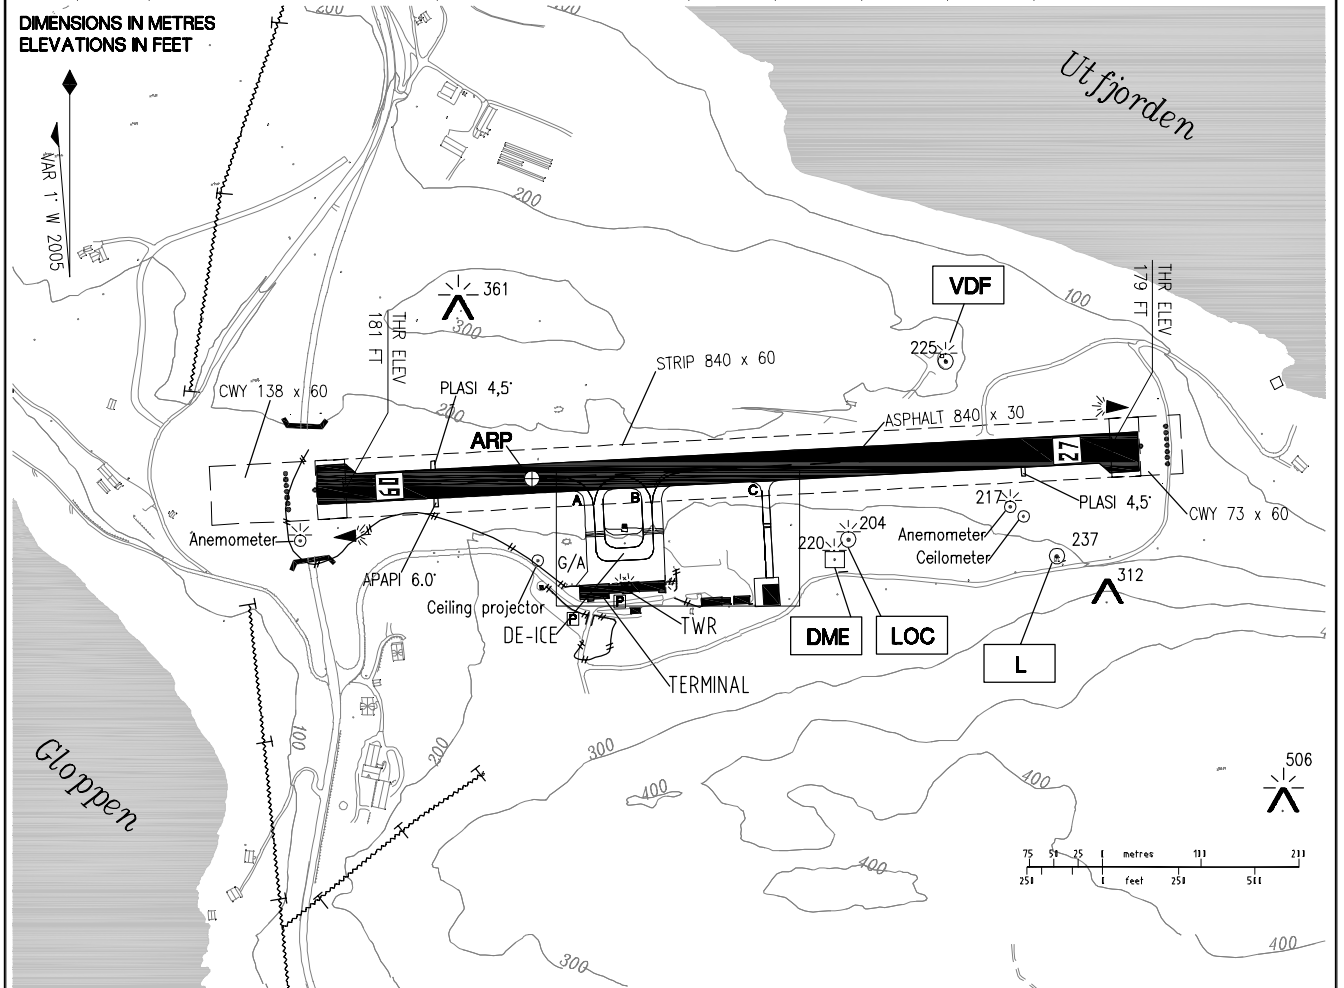 DIMENSIONS IN METRES
ELEVATIONS IN FEET
200
Utfjorden
VAR 1° W 2005
200
VDF
361
300
100
THR ELEV
179 FT
THR ELEV
181 FT
225
STRIP 840 x 60
CWY 138 x 60
PLASI 4,5°
200
ASPHALT 840 x 30
ARP
27
09
A
B
C
217
PLASI 4,5°
CWY 73 x 60
204
Anemometer
Anemometer
220
237
Ceilometer
G/A
APAPI 6.0°
312
Ceiling projector
P
P
DE-ICE
TWR
DME
LOC
L
TERMINAL
100
200
300
Gloppen
506
400
400
75
25
metres
250
feet
250
400
400
300